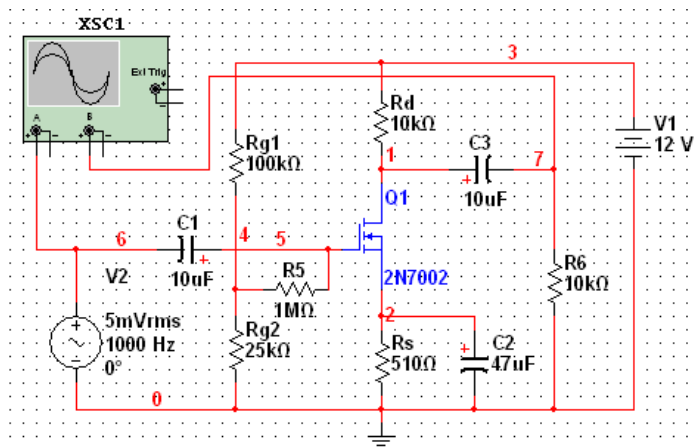 XSC1
Ext Trig
+
-
A
B
+ - + -
3
Rd
10kΩ
V1
12 V
Rg1
100kΩ
1
C3
7
+
10uF
Q1
C1
6
4
5
+
10uF
V2
R5
1MΩ
2N7002
R6
10kΩ
5mVrms
1000 Hz
0°
Rg2
25kΩ
2
Rs
510Ω
+
C2
47uF
0